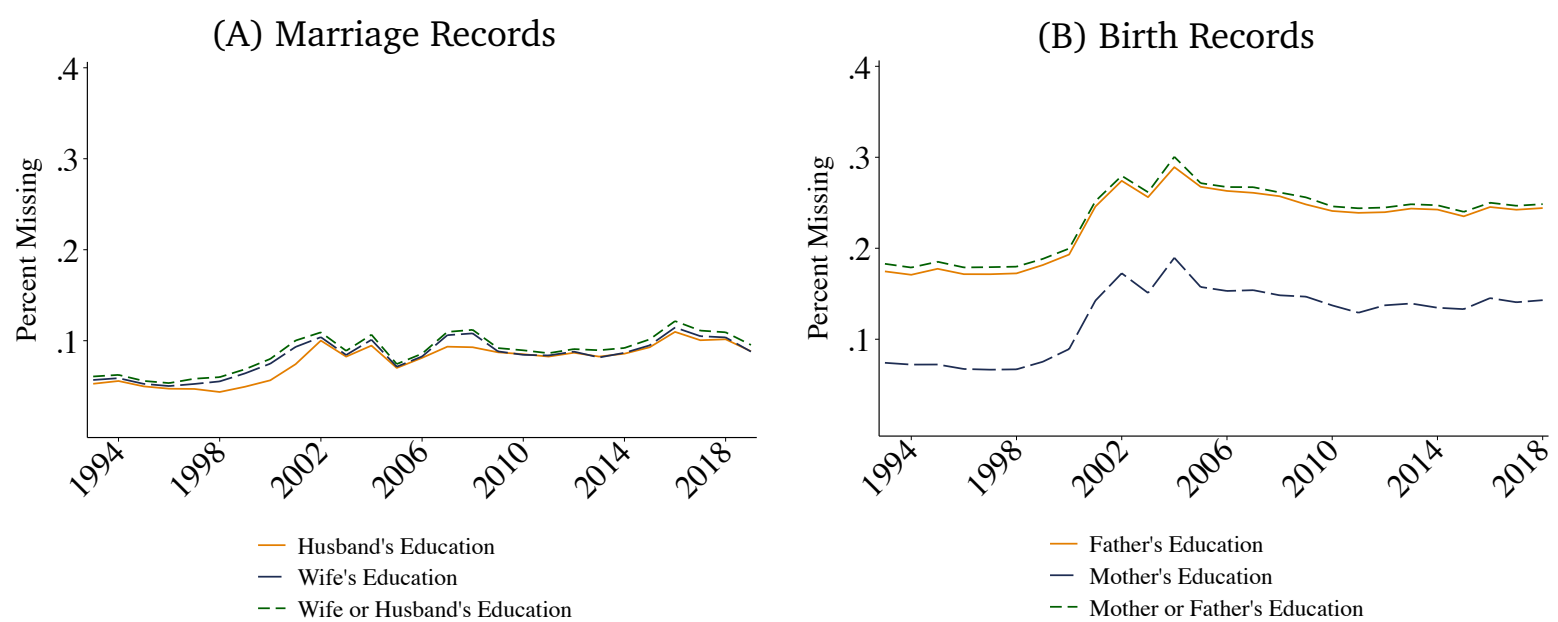 (A) Marriage Records
Percent Missing
.4
.3
.2
.1
1994
1998
2002
2006
2010
2014
2018
Husband's Education
Wife's Education
Wife or Husband's Education
(B) Birth Records
Percent Missing
.4
.3
.2
.1
1994
1998
2002
2006
2010
2014
2018
Father's Education
Mother's Education
Mother or Father's Education